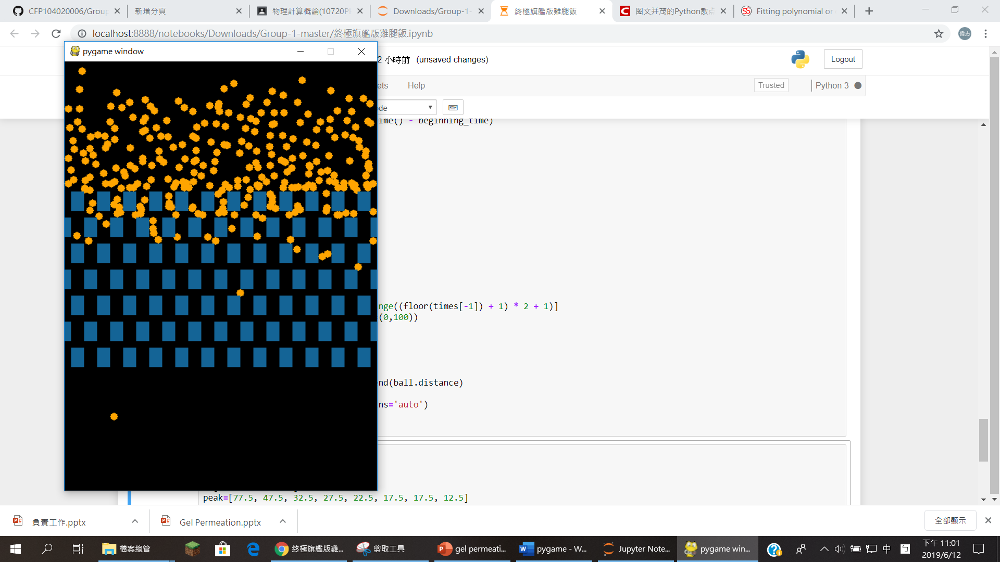 CFP104020006/Group
新增分頁
物理計算概論(10720P
Downloads/Group-1-
終極旗艦版雞腿飯
图文并茂的Python散点
Fitting polynomial or
localhost:8888/notebooks/Downloads/Group-1-master/終極旗艦版雞腿飯.ipynb
偉志
pygame window
2 小時前 (unsaved changes)
Logout
ets
Help
Trusted
Python 3
ode
ime() - beginning_time)
nge((floor(times[-1]) + 1) * 2 + 1)]
(0,100))
nd(ball.distance)
ns='auto')
peak=[77.5, 47.5, 32.5, 27.5, 22.5, 17.5, 17.5, 12.5]
負責工作.pptx
Gel Permeation.pptx
全部顯示
檔案總管
終極旗艦版雞...
剪取工具
gel permeati...
pygame - W...
Jupyter Note...
pygame win...
中
ㄅ
下午 11:01
2019/6/12